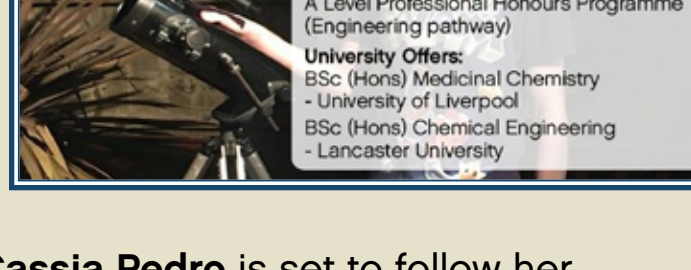 A Level Professional Honours Programme
(Engineering pathway)
University Offers:
BSc (Hons) Medicinal Chemistry
- University of Liverpool
BSc (Hons) Chemical Engineering
- Lancaster University
Cassia Pedro is set to follow her